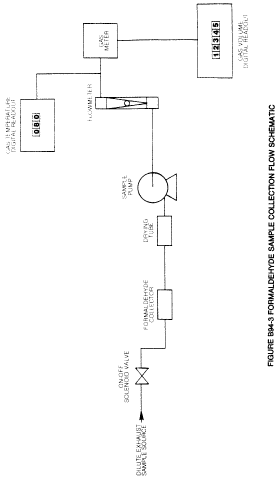 GAS TEMPERATURE
DIGITAL READOUT
080
GAS
METER
GAS VOLUME
DIGITAL READOUT
12345
FLOWMETER
SAMPLE
PUMP
DRYING
TUBE
FORMALDEHYDE
COLLECTOR
ON-OFF
SOLENOID VALVE
DILUTE EXHAUST
SAMPLE SOURCE
FIGURE B94-3 FORMALDEHYDE SAMPLE COLLECTION FLOW SCHEMATIC